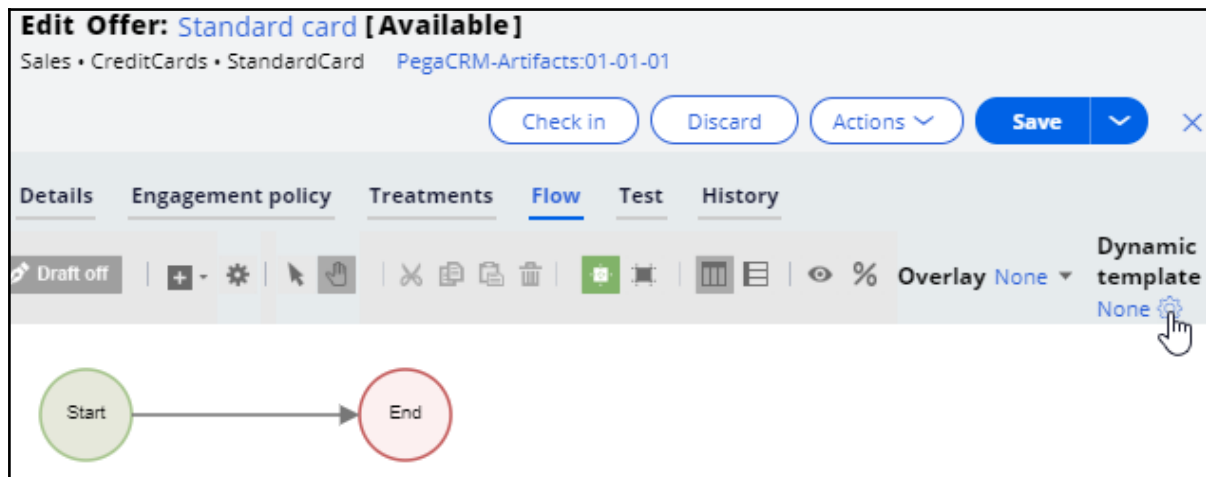 Edit Offer: Standard card [Available]
Sales • CreditCards • StandardCard PegaCRM-Artifacts:01-01-01
Check in Discard Actions Save
Details Engagement policy Treatments Flow Test History
Draft off Overlay None Dynamic template None
Start End